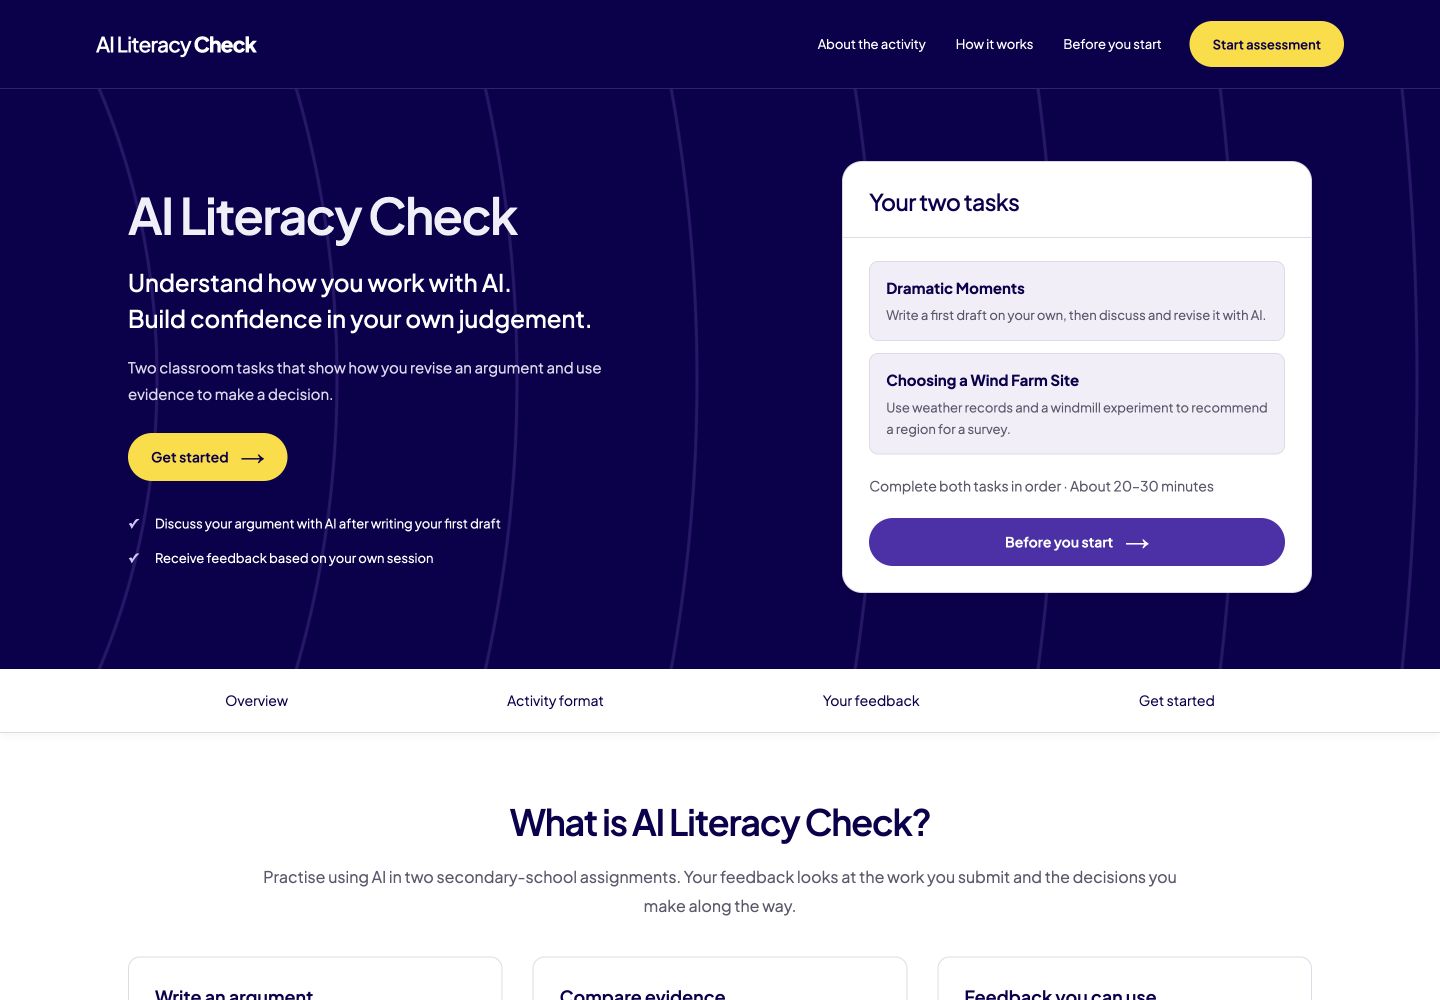 AI Literacy Check
About the activity
How it works
Before you start
Start assessment
AI Literacy Check
Understand how you work with AI.
Build confidence in your own judgement.
Two classroom tasks that show how you revise an argument and use
evidence to make a decision.
Get started
Discuss your argument with AI after writing your first draft
Receive feedback based on your own session
Your two tasks
Dramatic Moments
Write a first draft on your own, then discuss and revise it with AI.
Choosing a Wind Farm Site
Use weather records and a windmill experiment to recommend
a region for a survey.
Complete both tasks in order · About 20–30 minutes
Before you start
Overview
Activity format
Your feedback
Get started
What is AI Literacy Check?
Practise using AI in two secondary-school assignments. Your feedback looks at the work you submit and the decisions you
make along the way.
Write an argument
Compare evidence
Feedback you can use